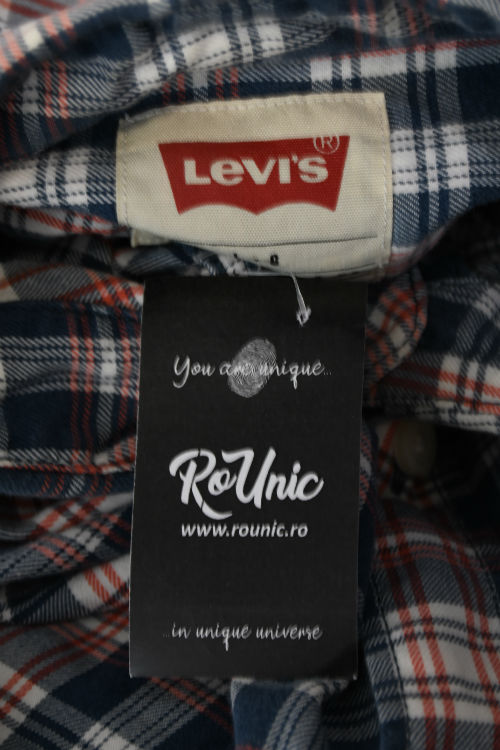 Levi's ®
You are unique...
RoUnic
www.rounic.ro
...in unique universe